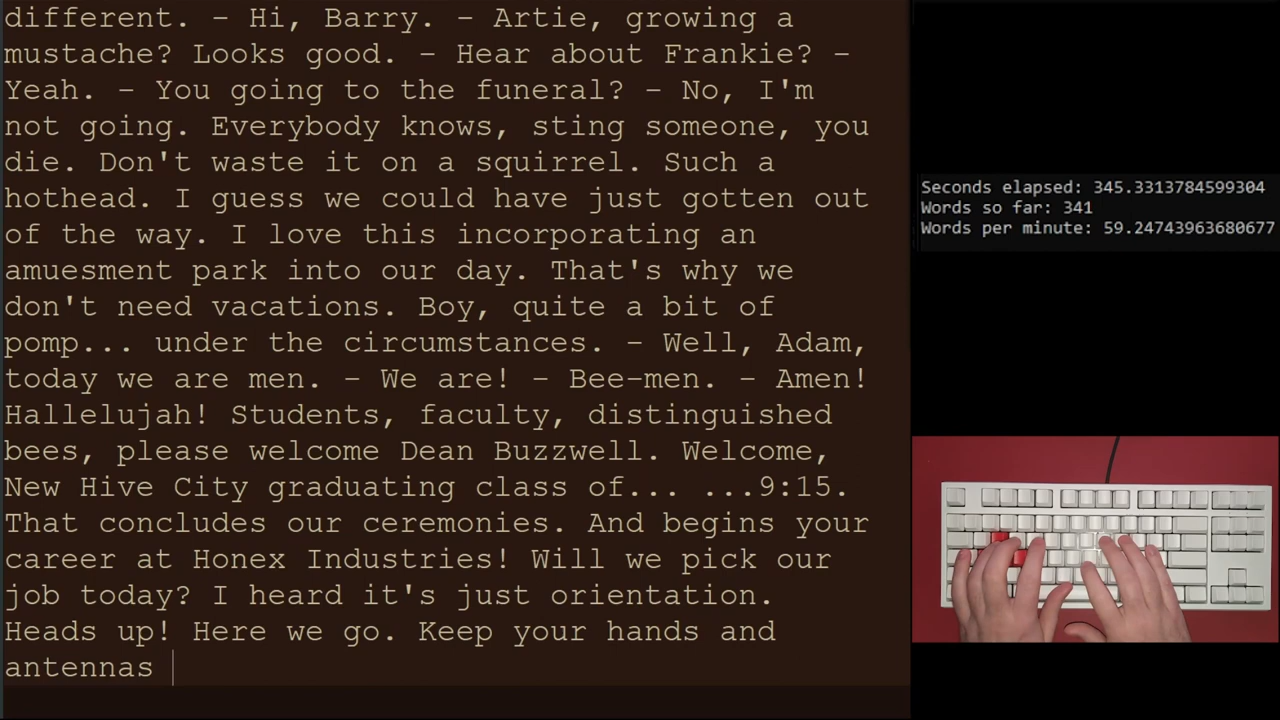 different. - Hi, Barry. - Artie, growing a
mustache? Looks good. - Hear about Frankie? -
Yeah. - You going to the funeral? - No, I'm
not going. Everybody knows, sting someone, you
die. Don't waste it on a squirrel. Such a
hothead. I guess we could have just gotten out
of the way. I love this incorporating an
amuesment park into our day. That's why we
don't need vacations. Boy, quite a bit of
pomp... under the circumstances. - Well, Adam,
today we are men. - We are! - Bee-men. - Amen!
Hallelujah! Students, faculty, distinguished
bees, please welcome Dean Buzzwell. Welcome,
New Hive City graduating class of... ...9:15.
That concludes our ceremonies. And begins your
career at Honex Industries! Will we pick our
job today? I heard it's just orientation.
Heads up! Here we go. Keep your hands and
antennas
Seconds elapsed: 345.3313784599304
Words so far: 341
Words per minute: 59.24743963680677